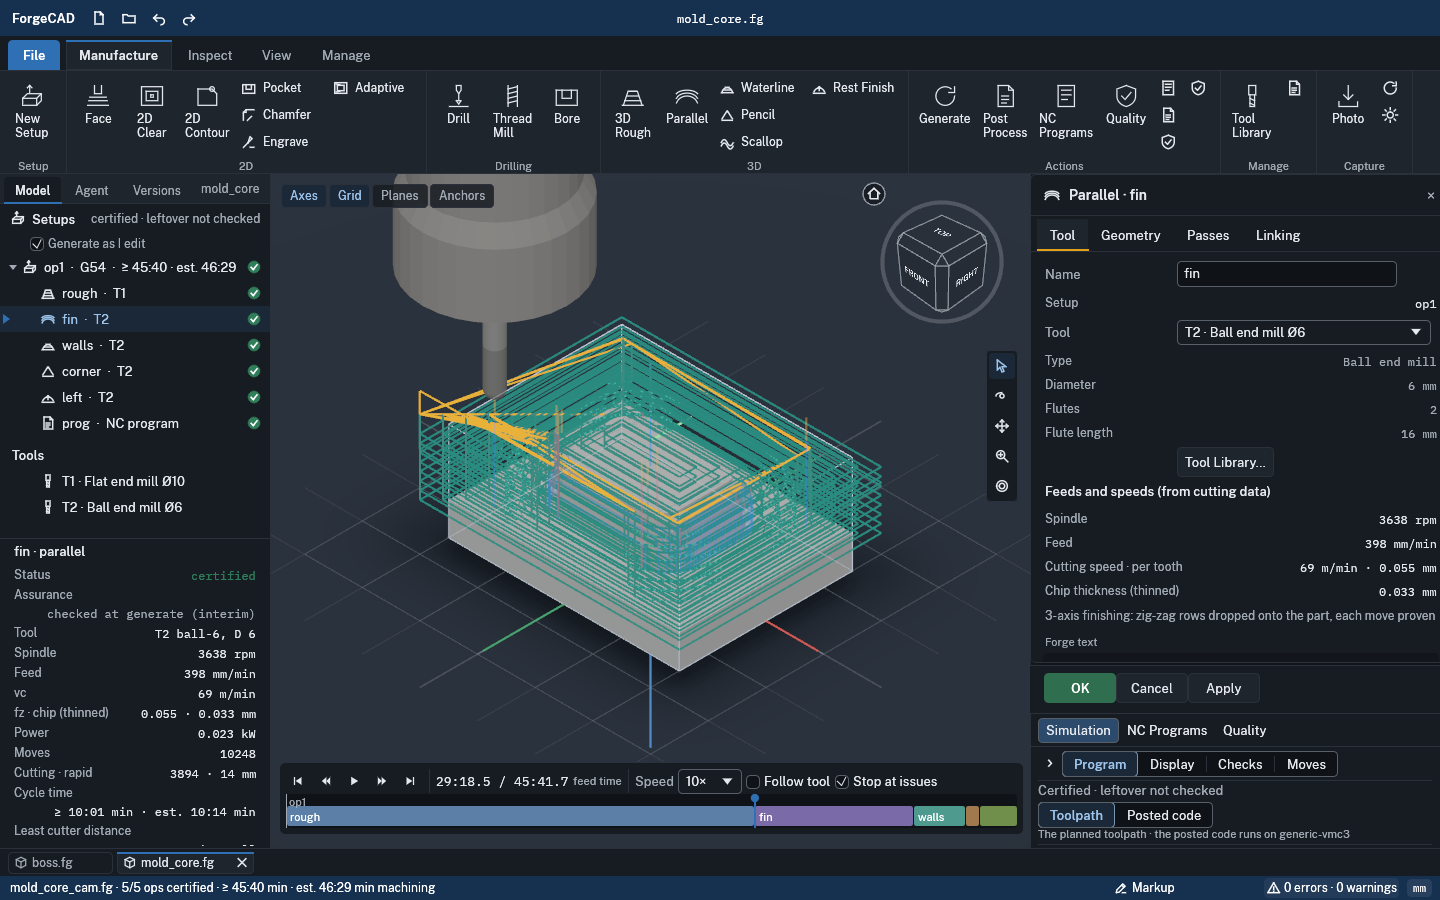 ForgeCAD
mold_core.fg
File
Manufacture
Inspect
View
Manage
New Setup
Setup
Face
2D Clear
2D Contour
Pocket
Chamfer
Engrave
Adaptive
2D
Drill
Thread Mill
Bore
Drilling
3D Rough
Parallel
Waterline
Pencil
Scallop
Rest Finish
3D
Generate
Post Process
NC Programs
Quality
Actions
Tool Library
Manage
Photo
Capture
Model
Agent
Versions
mold_core
Setups
certified · leftover not checked
Generate as I edit
op1 · G54 · ≥ 45:40 · est. 46:29
rough · T1
fin · T2
walls · T2
corner · T2
left · T2
prog · NC program
Tools
T1 · Flat end mill Ø10
T2 · Ball end mill Ø6
fin · parallel
Status certified
Assurance
checked at generate (interim)
Tool T2 ball-6, D 6
Spindle 3638 rpm
Feed 398 mm/min
vc 69 m/min
fz · chip (thinned) 0.055 · 0.033 mm
Power 0.023 kW
Moves 10248
Cutting · rapid 3894 · 14 mm
Cycle time
≥ 10:01 min · est. 10:14 min
Least cutter distance
Axes
Grid
Planes
Anchors
TOP
FRONT
RIGHT
29:18.5 / 45:41.7 feed time
Speed
10×
Follow tool
Stop at issues
op1
rough
fin
walls
Parallel · fin
×
Tool
Geometry
Passes
Linking
Name fin
Setup op1
Tool T2 · Ball end mill Ø6
Type Ball end mill
Diameter 6 mm
Flutes 2
Flute length 16 mm
Tool Library...
Feeds and speeds (from cutting data)
Spindle 3638 rpm
Feed 398 mm/min
Cutting speed · per tooth 69 m/min · 0.055 mm
Chip thickness (thinned) 0.033 mm
3-axis finishing: zig-zag rows dropped onto the part, each move proven
Forge text
OK
Cancel
Apply
Simulation
NC Programs
Quality
Program
Display
Checks
Moves
Certified · leftover not checked
Toolpath
Posted code
The planned toolpath · the posted code runs on generic-vmc3
boss.fg
mold_core.fg
mold_core_cam.fg · 5/5 ops certified · ≥ 45:40 min · est. 46:29 min machining
Markup
0 errors · 0 warnings
mm